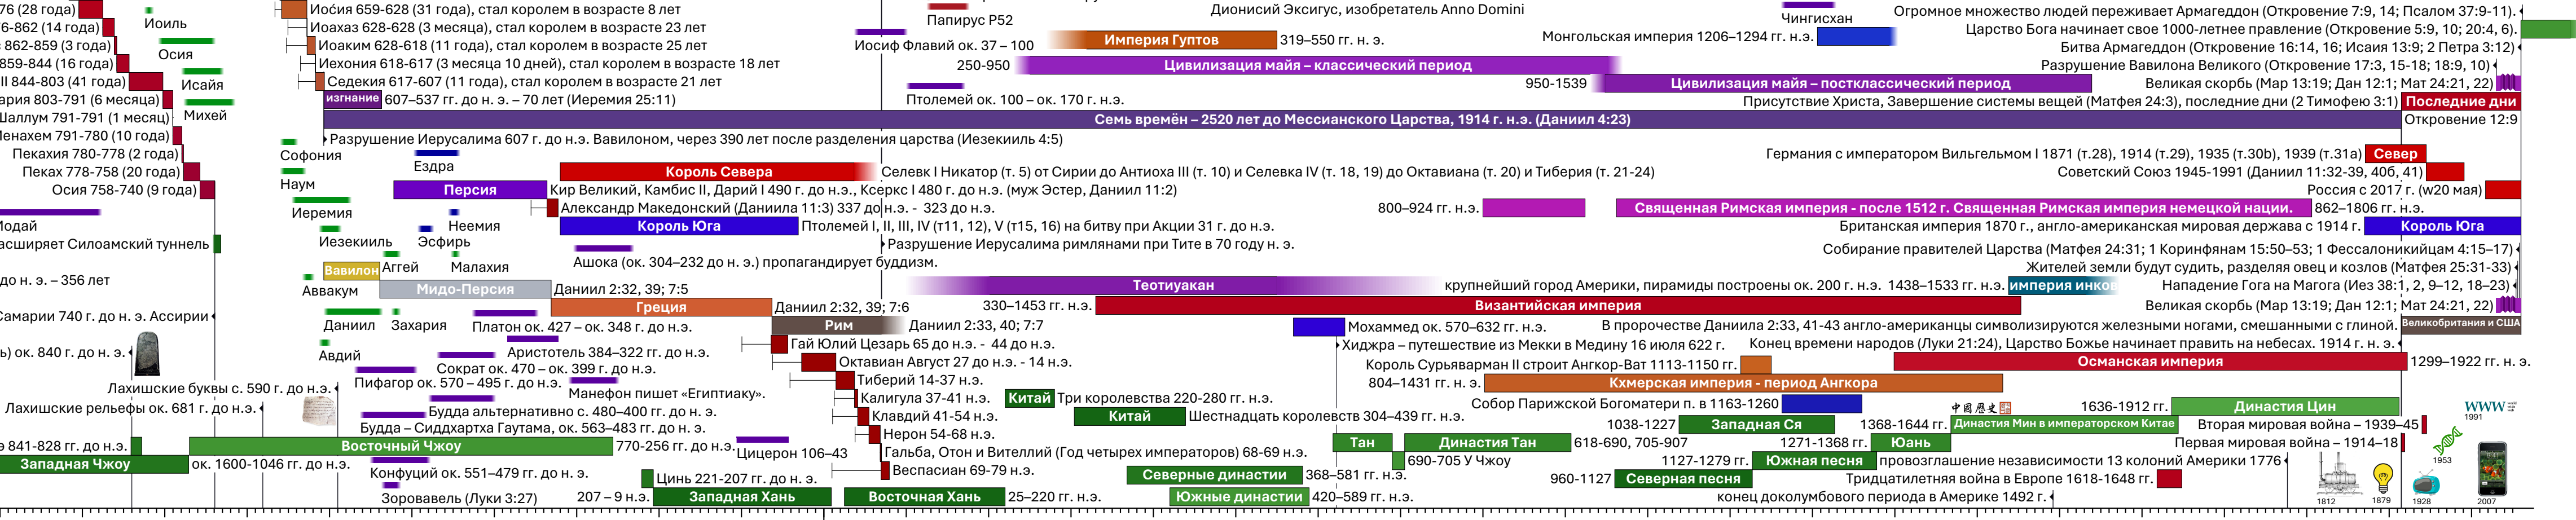 76 (28 года)
Иоиль
Иосия 659-628 (31 года), стал королем в возрасте 8 лет
Папирус P52
Дионисий Эксигус, изобретатель Anno Domini
Чингисхан
Огромное множество людей переживает Армагеддон (Откровение 7:9, 14; Псалом 37:9-11).
76-862 (14 года)
Иоахаз 628-628 (3 месяца), стал королем в возрасте 23 лет
Царство Бога начинает свое 1000-летнее правление (Откровение 5:9, 10; 20:4, 6).
862-859 (3 года)
Осия
Иоаким 628-618 (11 года), стал королем в возрасте 25 лет
Иосиф Флавий ок. 37 – 100
Империя Гуптов
319–550 гг. н. э.
Монгольская империя 1206–1294 гг н.э.
Битва Армагеддон (Откровение 16:14, 16; Исаия 13:9; 2 Петра 3:12)
859-844 (16 года)
Иехония 618-617 (3 месяца 10 дней), стал королем в возрасте 18 лет
250-950
Цивилизация майя – классический период
Разрушение Вавилона Великого (Откровение 17:3, 15-18; 18:9, 10)
II 844-803 (41 года)
Исайя
Седекия 617-607 (11 года), стал королем в возрасте 21 лет
950-1539
Цивилизация майя – постклассический период
Великая скорбь (Мар 13:19; Дан 12:1; Мат 24:21, 22)
ария 803-791 (6 месяца)
изгнание
607–537 гг. до н. э. – 70 лет (Иеремия 25:11)
Птолемей ок. 100 – ок. 170 г. н.э.
Присутствие Христа, Завершение системы вещей (Матфея 24:3), последние дни (2 Тимофею 3:1)
Последние дни
Шаллум 791-791 (1 месяц)
Михей
Семь времён – 2520 лет до Мессианского Царства, 1914 г. н.э. (Даниил 4:23)
Откровение 12:9
Менахем 791-780 (10 года)
Разрушение Иерусалима 607 г. до н.э. Вавилоном, через 390 лет после разделения царства (Иезекииль 4:5)
Пекахия 780-778 (2 года)
Софония
Ездра
Германия с императором Вильгельмом I 1871 (т.28), 1914 (т.29), 1935 (т.30b), 1939 (т.31a)
Север
Пеках 778-758 (20 года)
Наум
Король Севера
Селевк I Никатор (т. 5) от Сирии до Антиоха III (т. 10) и Селевка IV (т. 18, 19) до Октавиана (т. 20) и Тиберия (т. 21-24)
Советский Союз 1945-1991 (Даниил 11:32-39, 40б, 41)
Осия 758-740 (9 года)
Персия
Кир Великий, Камбис II, Дарий I 490 г. до н.э., Ксеркс I 480 г. до н.э. (муж Эстер, Даниил 11:2)
Россия с 2017 г. (w20 мая)
Иодай
Иеремия
Неемия
Александр Македонский (Даниила 11:3) 337 до н.э. - 323 до н.э.
800–924 гг. н.э.
Священная Римская империя - после 1512 г. Священная Римская империя немецкой нации.
862–1806 гг. н.э.
Король Юга
Птолемей I, II, III, IV (т11, 12), V (т15, 16) на битву при Акции 31 г. до н.э.
Британская империя 1870 г., англо-американская мировая держава с 1914 г.
Король Юга
асширяет Силоамский туннель
Иезекииль
Эсфирь
Разрушение Иерусалима римлянами при Тите в 70 году н. э.
Собирание правителей Царства (Матфея 24:31; 1 Коринфянам 15:50–53; 1 Фессалоникийцам 4:15–17)
Вавилон
Аггей
Малахия
Ашока (ок. 304–232 до н. э.) пропагандирует буддизм.
Жителей земли будут судить, разделяя овец и козлов (Матфея 25:31-33)
до н. э. – 356 лет
Аввакум
Мидо-Персия
Даниил 2:32, 39; 7:5
Теотиуакан
крупнейший город Америки, пирамиды построены ок. 200 г. н.э.
1438–1533 гг. н.э.
империя инков
Нападение Гога на Магога (Иез 38:1, 2, 9–12, 18–23)
Греция
Даниил 2:32, 39; 7:6
330–1453 гг. н.э.
Византийская империя
Великая скорбь (Мар 13:19; Дан 12:1; Мат 24:21, 22)
Самарии 740 г. до н. э. Ассирии
Даниил
Захария
Платон ок. 427 – ок. 348 г. до н.э.
Рим
Даниил 2:33, 40; 7:7
Мохаммед ок. 570–632 гг. н.э.
В пророчестве Даниила 2:33, 41-43 англо-американцы символизируются железными ногами, смешанными с глиной.
Великобритания и США
ь) ок. 840 г. до н. э.
Авдий
Аристотель 384–322 гг. до н.э.
Гай Юлий Цезарь 65 до н.э. - 44 до н.э.
Хиджра – путешествие из Мекки в Медину 16 июля 622 г.
Конец времени народов (Луки 21:24), Царство Божье начинает править на небесах. 1914 г. н. э.
Сократ ок. 470 – ок. 399 г. до н.э.
Октавиан Август 27 до н.э. - 14 н.э.
Король Сурьяварман II строит Ангкор-Ват 1113-1150 гг.
Османская империя
1299–1922 гг. н. э.
Лахишские буквы с. 590 г. до н.э.
Пифагор ок. 570 – 495 г. до н.э.
Тиберий 14-37 н.э.
804–1431 гг. н. э.
Кхмерская империя - период Ангкора
Манефон пишет «Египтиаку».
Лахишские рельефы ок. 681 г. до н.э.
Будда альтернативно с. 480–400 гг. до н. э.
Калигула 37-41 н.э.
Китай
Три королевства 220-280 гг. н.э.
Собор Парижской Богоматери п. в 1163-1260
中國歷史
1636-1912 гг.
Династия Цин
WWW
1991
Будда – Сиддхартха Гаутама, ок. 563–483 гг. до н.э.
Клавдий 41-54 н.э.
Китай
Шестнадцать королевств 304–439 гг. н.э.
1038-1227
Западная Ся
1368-1644 гг.
Династия Мин в императорском Китае
Вторая мировая война – 1939–45
э 841-828 гг. до н.э.
Восточный Чжоу
770-256 гг. до н.э.
Цицерон 106–43
Нерон 54-68 н.э.
Тан
Династия Тан
618-690, 705-907
1271-1368 гг.
Юань
Первая мировая война – 1914–18
1953
Западная Чжоу
ок. 1600-1046 гг. до н.э.
Конфуций ок. 551–479 гг. до н.э.
Гальба, Отон и Вителлий (Год четырех императоров) 68-69 н.э.
690-705 У Чжоу
1127-1279 гг.
Южная песня
провозглашение независимости 13 колоний Америки 1776
Цинь 221-207 гг. до н.э.
Веспасиан 69-79 н.э.
Северные династии
368–581 гг. н.э.
960-1127
Северная песня
Тридцатилетняя война в Европе 1618-1648 гг.
Зоровавель (Луки 3:27)
207 – 9 н.э.
Западная Хань
Восточная Хань
25–220 гг. н.э.
Южные династии
420–589 гг. н.э.
конец доколумбового периода в Америке 1492 г.
1812
1879
1928
2007